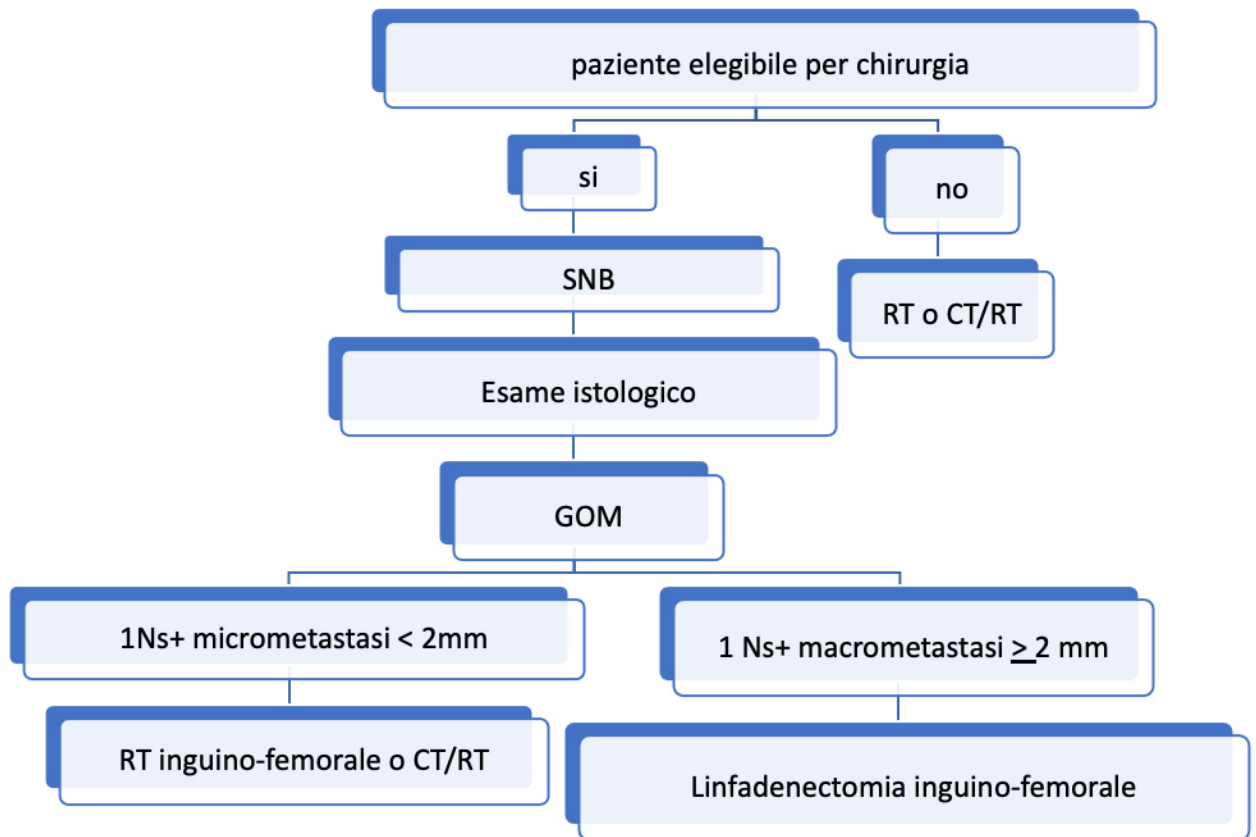 paziente elegibile per chirurgia
si
no
SNB
RT o CT/RT
Esame istologico
GOM
1Ns+ micrometastasi < 2mm
1 Ns+ macrometastasi > 2 mm
RT inguino-femorale o CT/RT
Linfadenectomia inguino-femorale